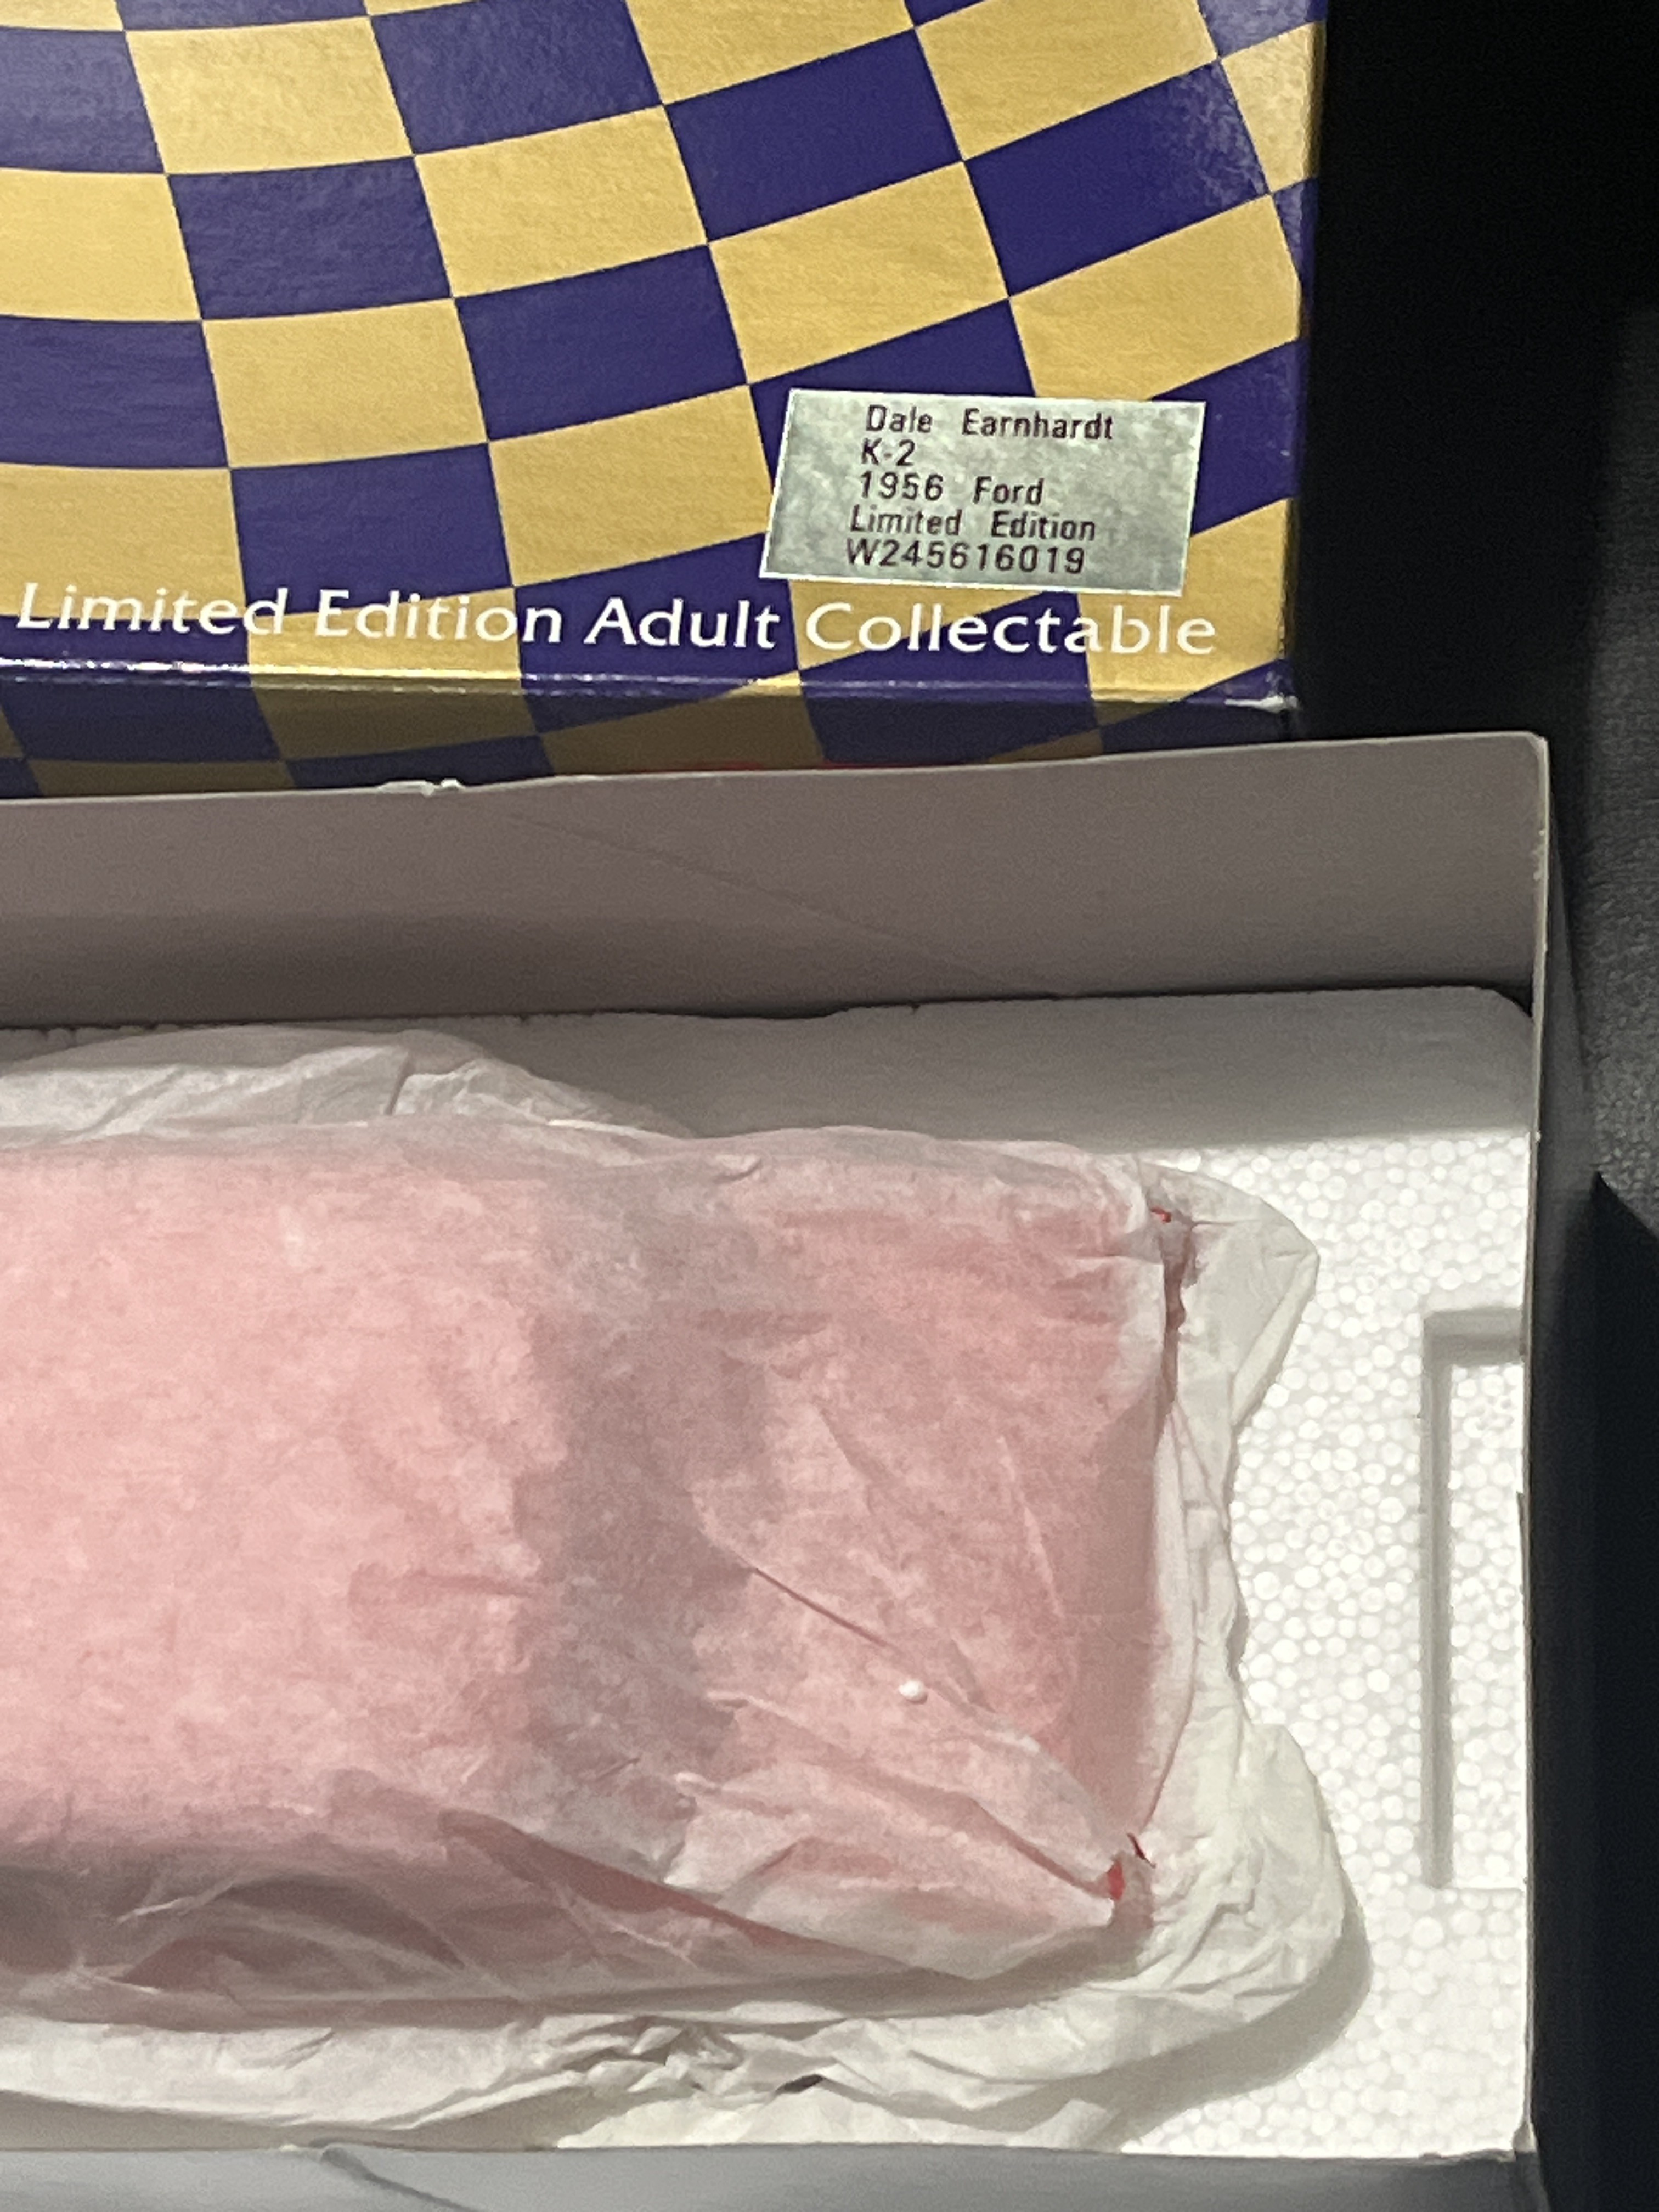 Dale Earnhardt
K-2
1956 Ford
Limited Edition
W245616019
Limited Edition Adult Collectable